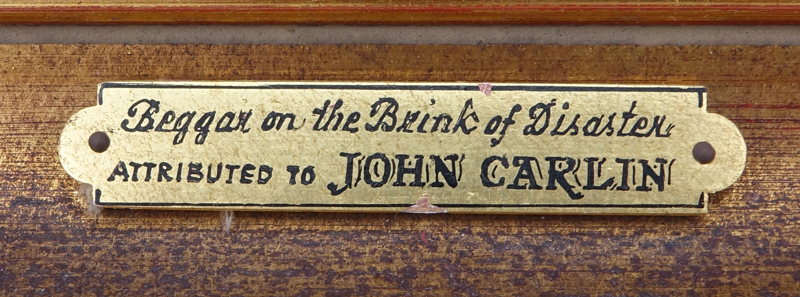 Beggar on the Brink of Disaster
ATTRIBUTED TO JOHN CARLIN